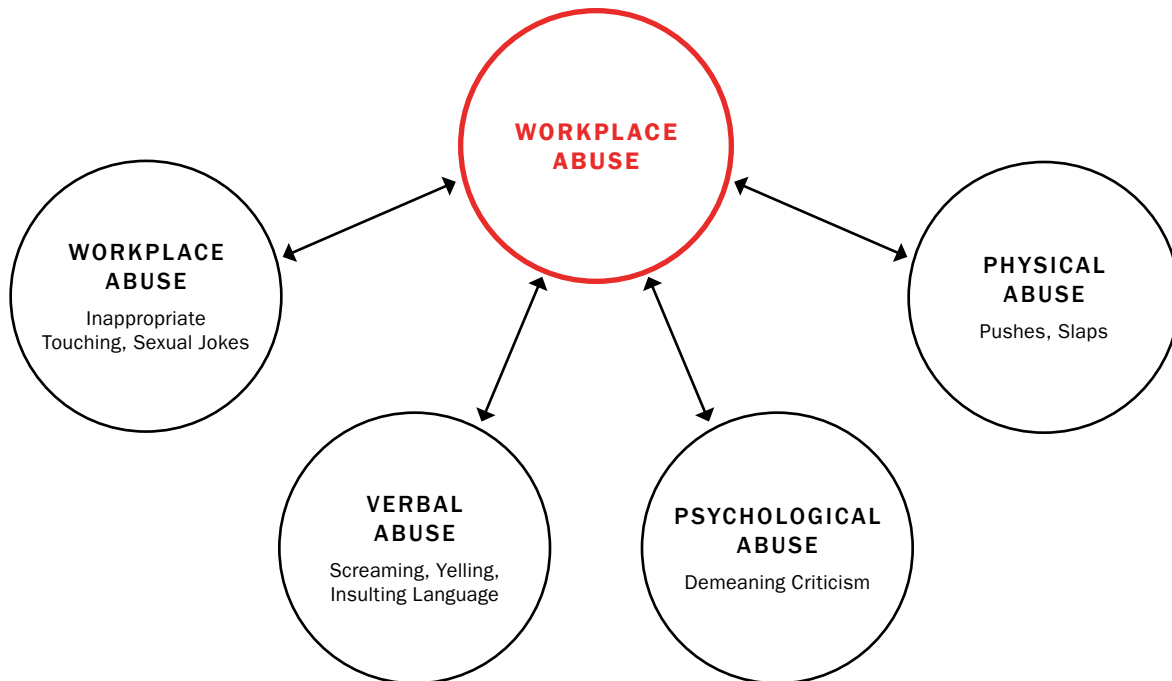 WORKPLACE
ABUSE
WORKPLACE
ABUSE
Inappropriate
Touching, Sexual Jokes
PHYSICAL
ABUSE
Pushes, Slaps
VERBAL
ABUSE
Screaming, Yelling,
Insulting Language
PSYCHOLOGICAL
ABUSE
Demeaning Criticism